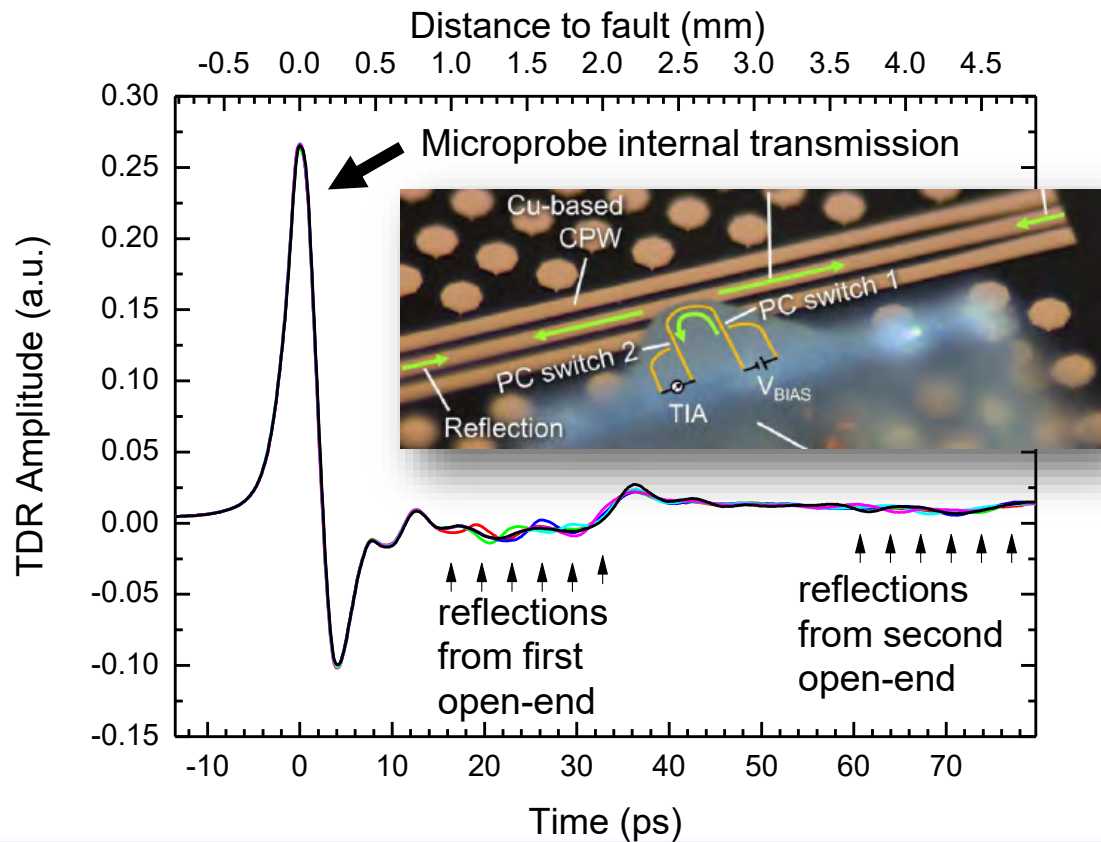 Distance to fault (mm)
-0.5 0.0 0.5 1.0 1.5 2.0 2.5 3.0 3.5 4.0 4.5
0.30
0.25
0.20
0.15
0.10
0.05
0.00
-0.05
-0.10
-0.15
TDR Amplitude (a.u.)
Microprobe internal transmission
Cu-based
CPW
PC switch 1
PC switch 2
V_BIAS
TIA
Reflection
reflections
from first
open-end
reflections
from second
open-end
-10 0 10 20 30 40 50 60 70
Time (ps)